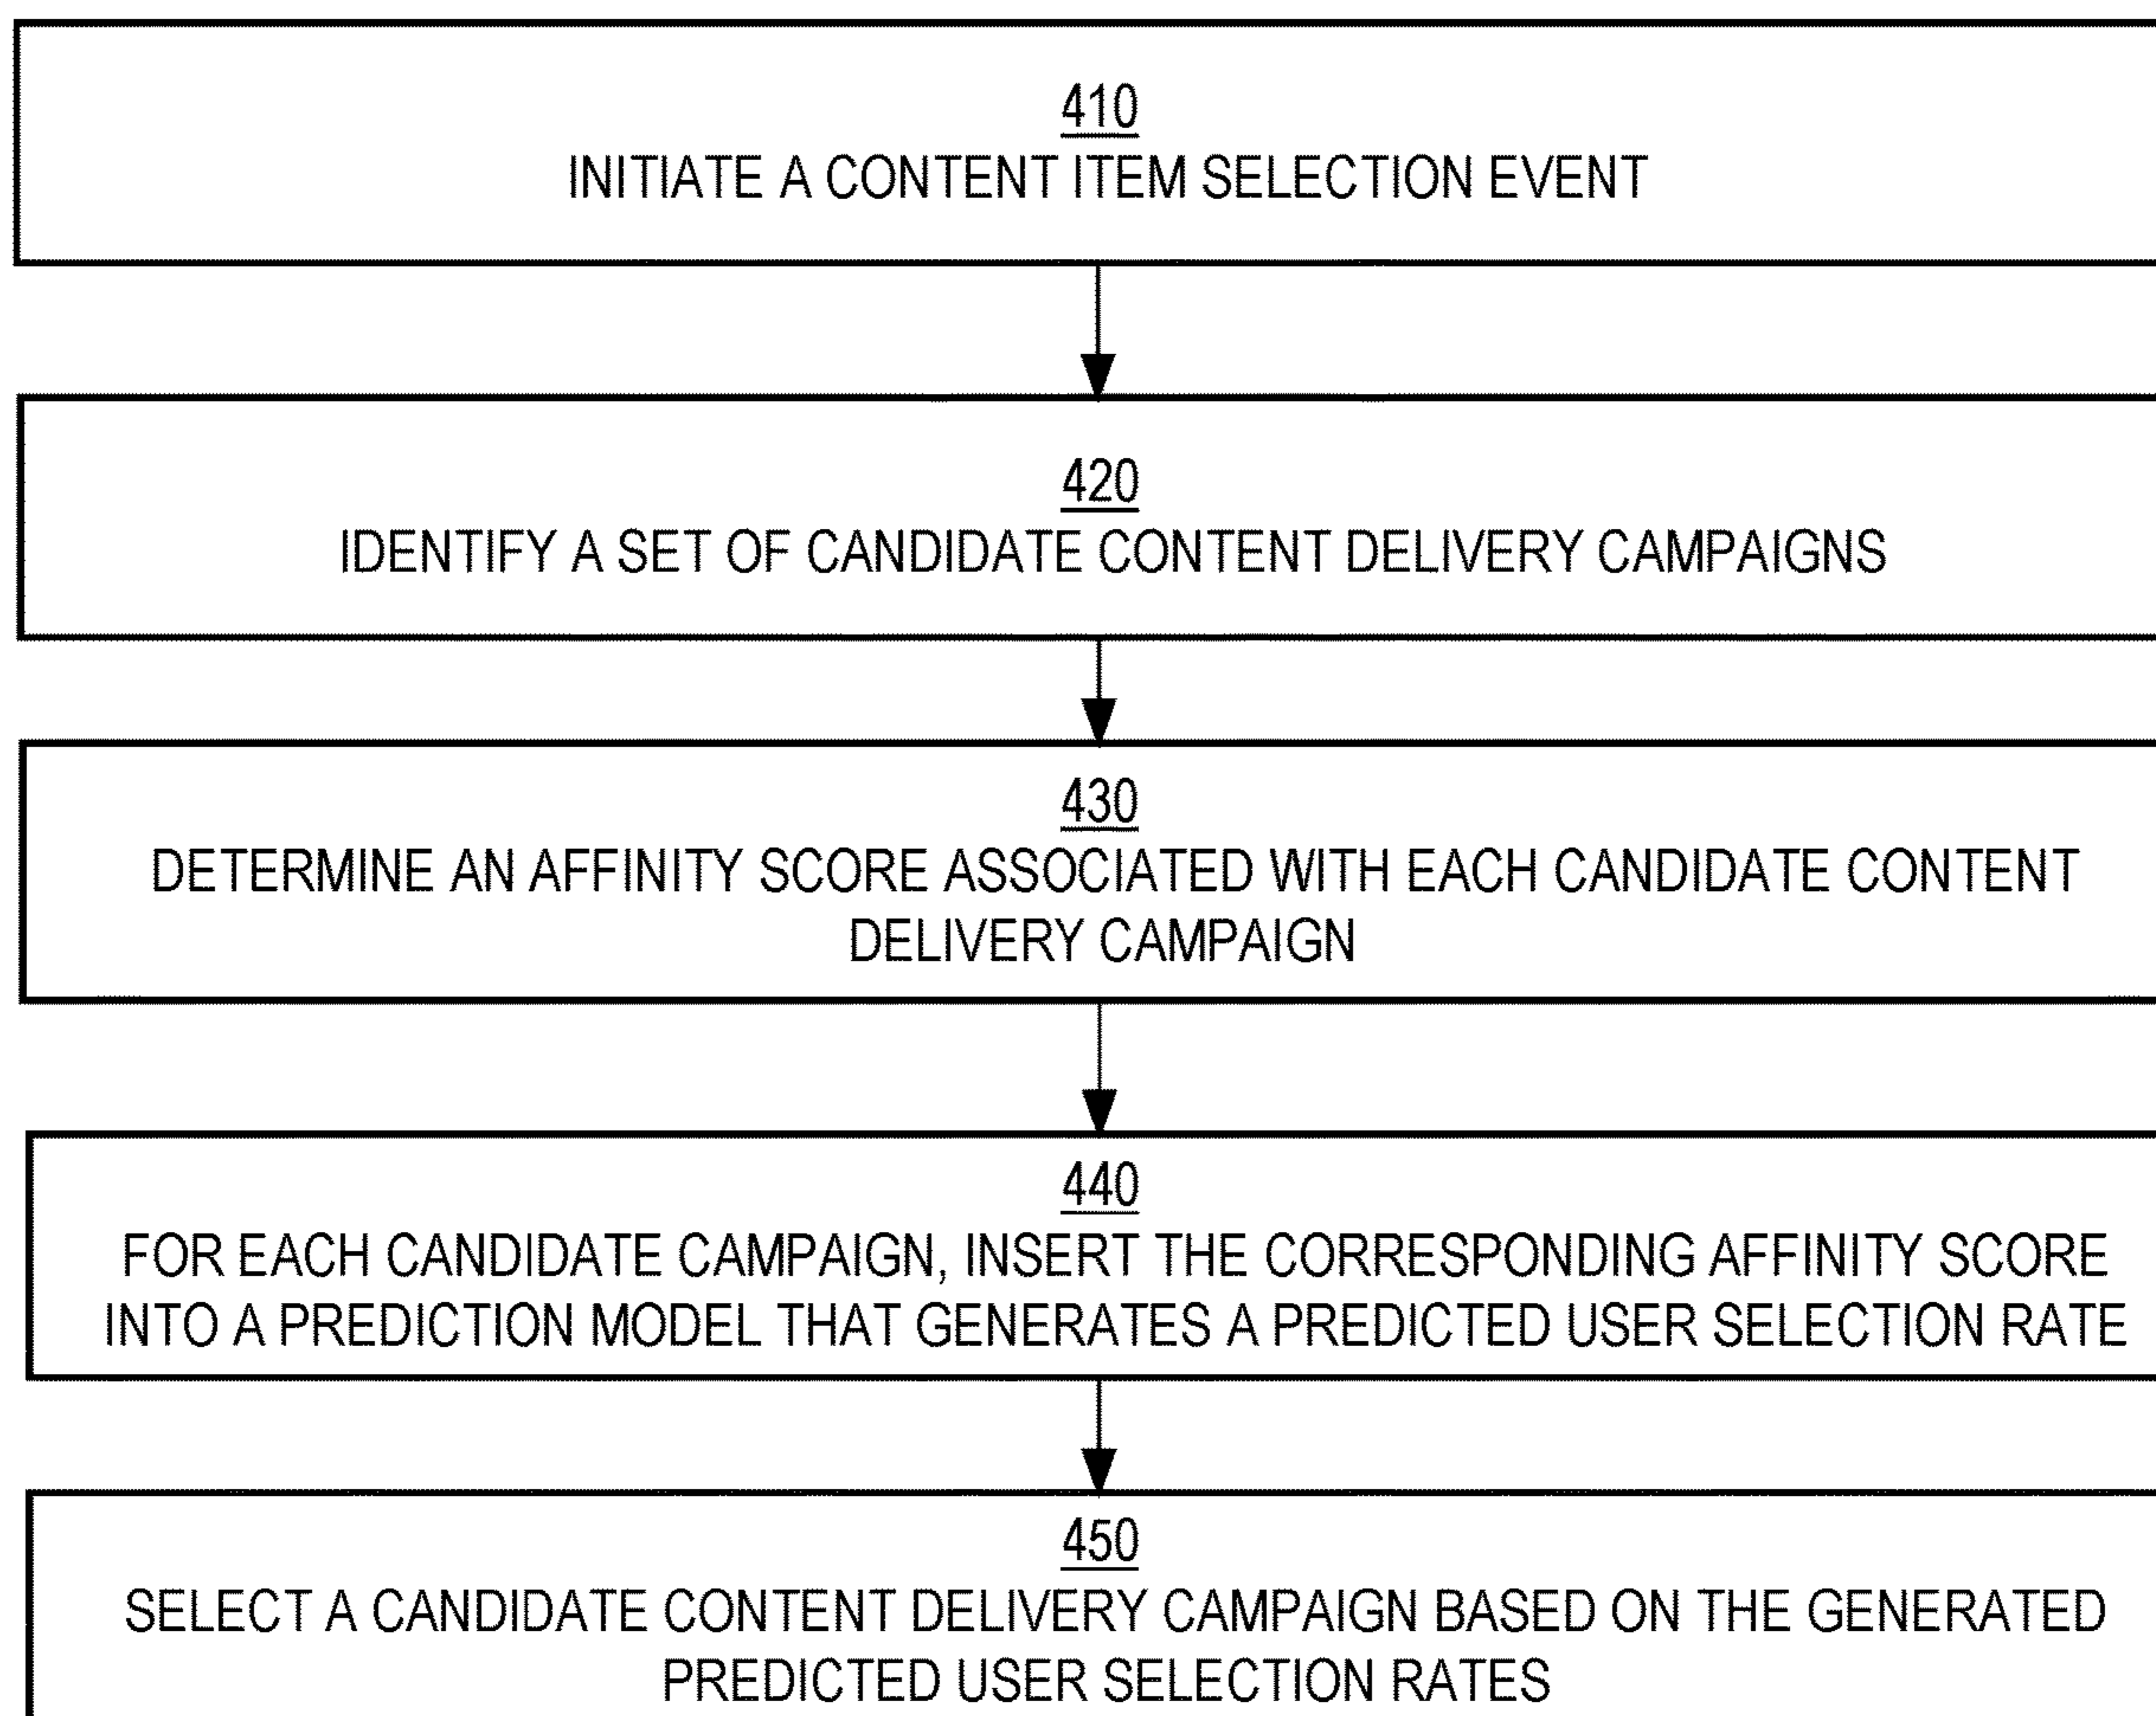 410
INITIATE A CONTENT ITEM SELECTION EVENT
420
IDENTIFY A SET OF CANDIDATE CONTENT DELIVERY CAMPAIGNS
430
DETERMINE AN AFFINITY SCORE ASSOCIATED WITH EACH CANDIDATE CONTENT
DELIVERY CAMPAIGN
440
FOR EACH CANDIDATE CAMPAIGN, INSERT THE CORRESPONDING AFFINITY SCORE
INTO A PREDICTION MODEL THAT GENERATES A PREDICTED USER SELECTION RATE
450
SELECT A CANDIDATE CONTENT DELIVERY CAMPAIGN BASED ON THE GENERATED
PREDICTED USER SELECTION RATES